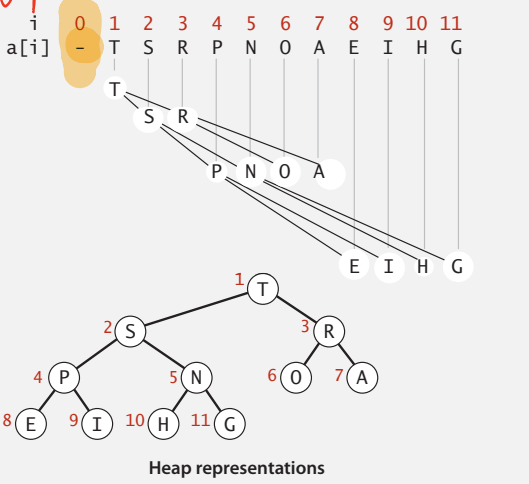 i 0 1 2 3 4 5 6 7 8 9 10 11
a[i] - T S R P N O A E I H G
T
S R
P N O A
E I H G
1 T
2 S 3 R
4 P 5 N 6 O 7 A
8 E 9 I 10 H 11 G
Heap representations